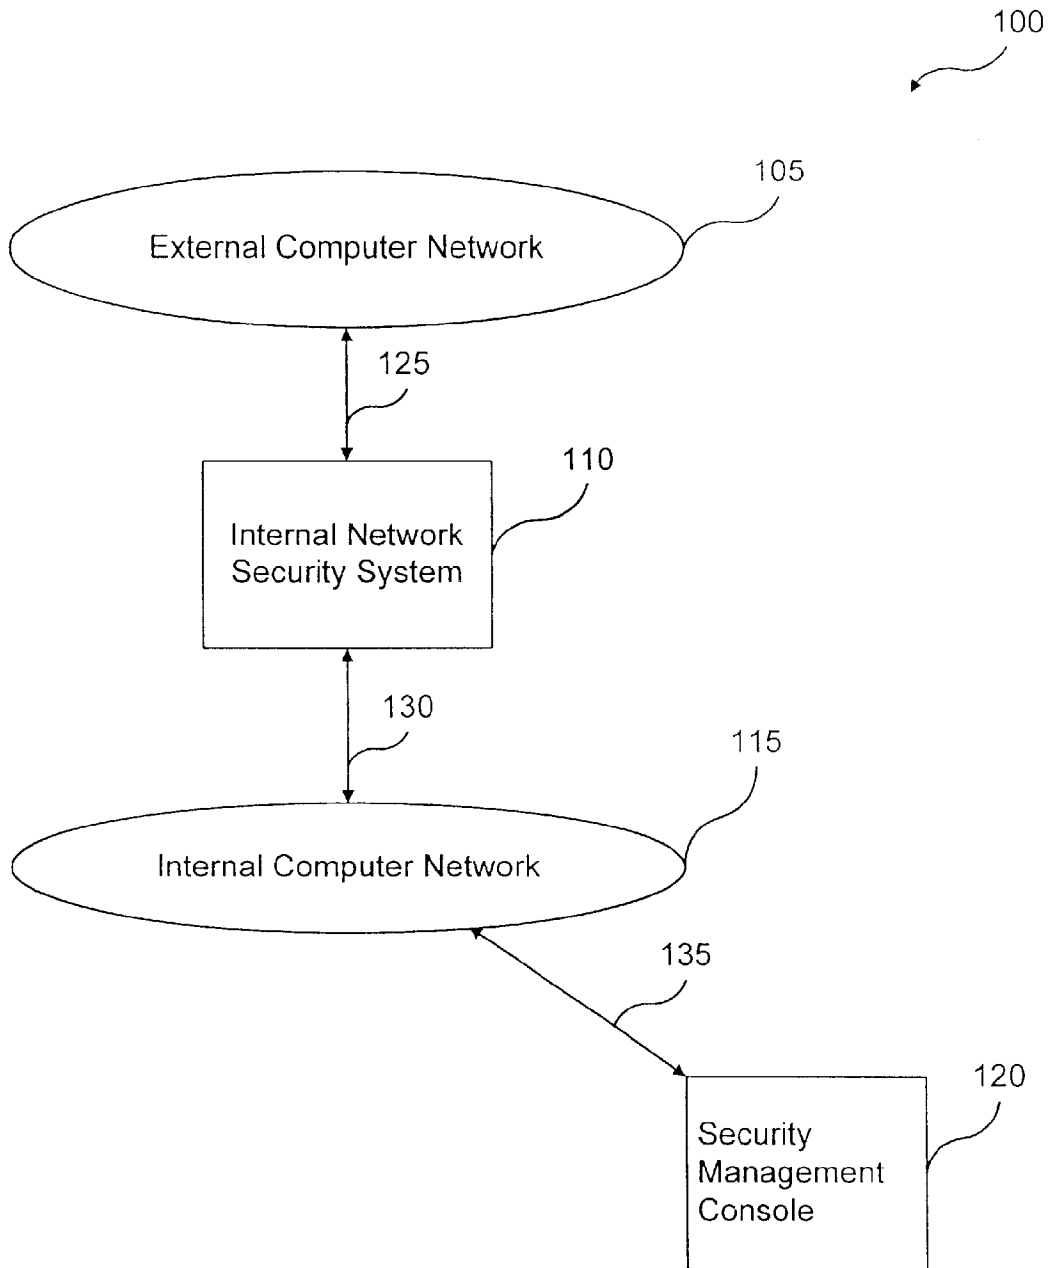 100
105
External Computer Network
125
110
Internal Network
Security System
130
115
Internal Computer Network
135
120
Security
Management
Console